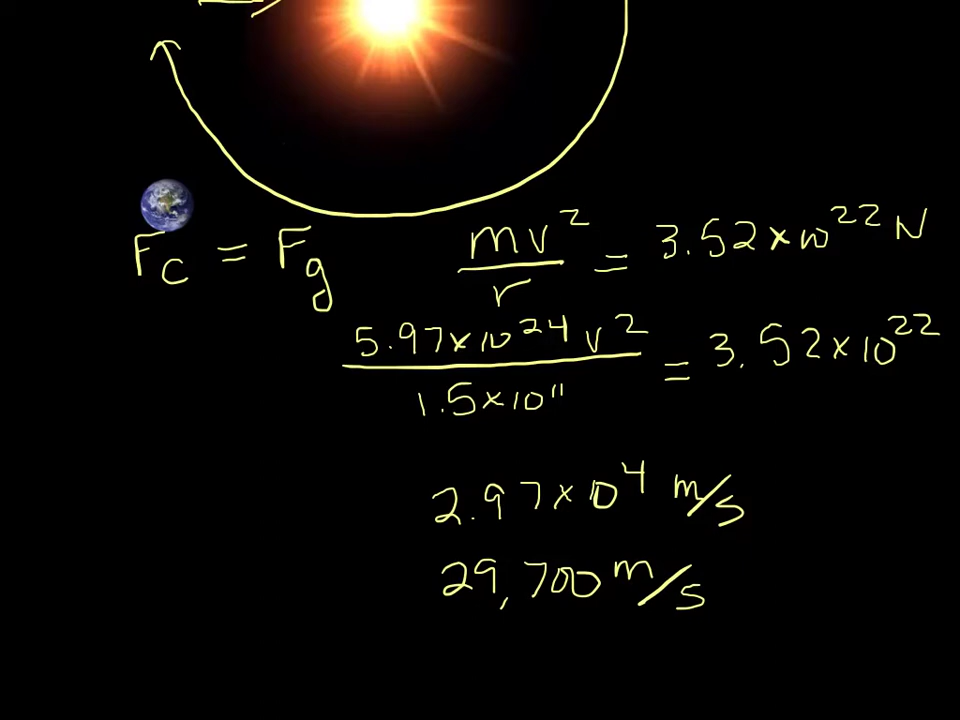 F_c = F_g
mv²/r = 3.52×10²² N
5.97×10²⁴ v²/1.5×10¹¹ = 3.52×10²²
2.97×10⁴ m/s
29,700 m/s